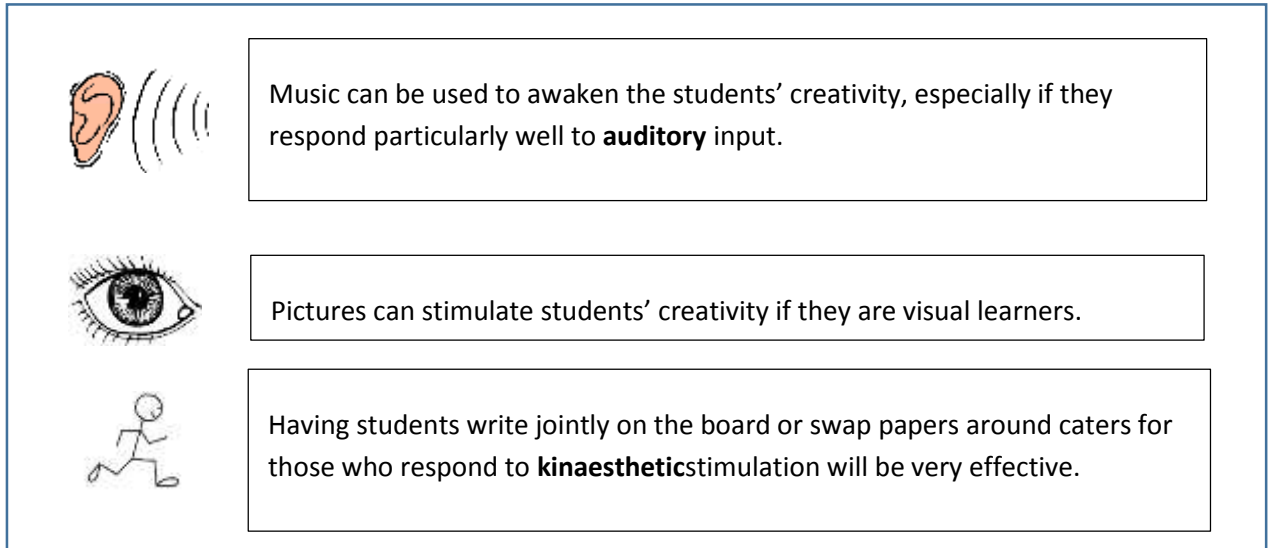 Music can be used to awaken the students’ creativity, especially if they
respond particularly well to auditory input.
Pictures can stimulate students’ creativity if they are visual learners.
Having students write jointly on the board or swap papers around caters for
those who respond to kinaestheticstimulation will be very effective.